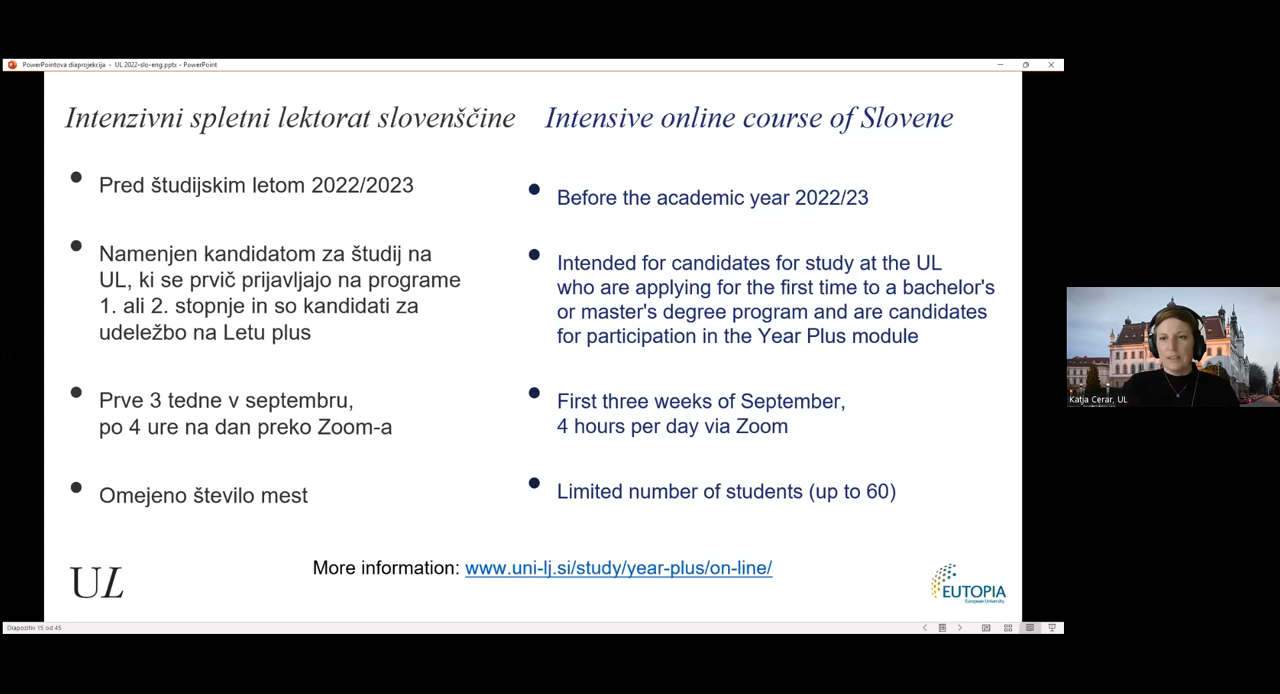 PowerPointova diaprojekcija - UL 2022-slo-eng.pptx - PowerPoint
Intenzivni spletni lektorat slovenščine
Pred študijskim letom 2022/2023
Namenjen kandidatom za študij na
UL, ki se prvič prijavljajo na programe
1. ali 2. stopnje in so kandidati za
udeležbo na Letu plus
Prve 3 tedne v septembru,
po 4 ure na dan preko Zoom-a
Omejeno število mest
Intensive online course of Slovene
Before the academic year 2022/23
Intended for candidates for study at the UL
who are applying for the first time to a bachelor's
or master's degree program and are candidates
for participation in the Year Plus module
First three weeks of September,
4 hours per day via Zoom
Limited number of students (up to 60)
More information: www.uni-lj.si/study/year-plus/on-line/
UL
EUTOPIA
European University
Diapozitiv 15 od 45
Katja Cerar, UL